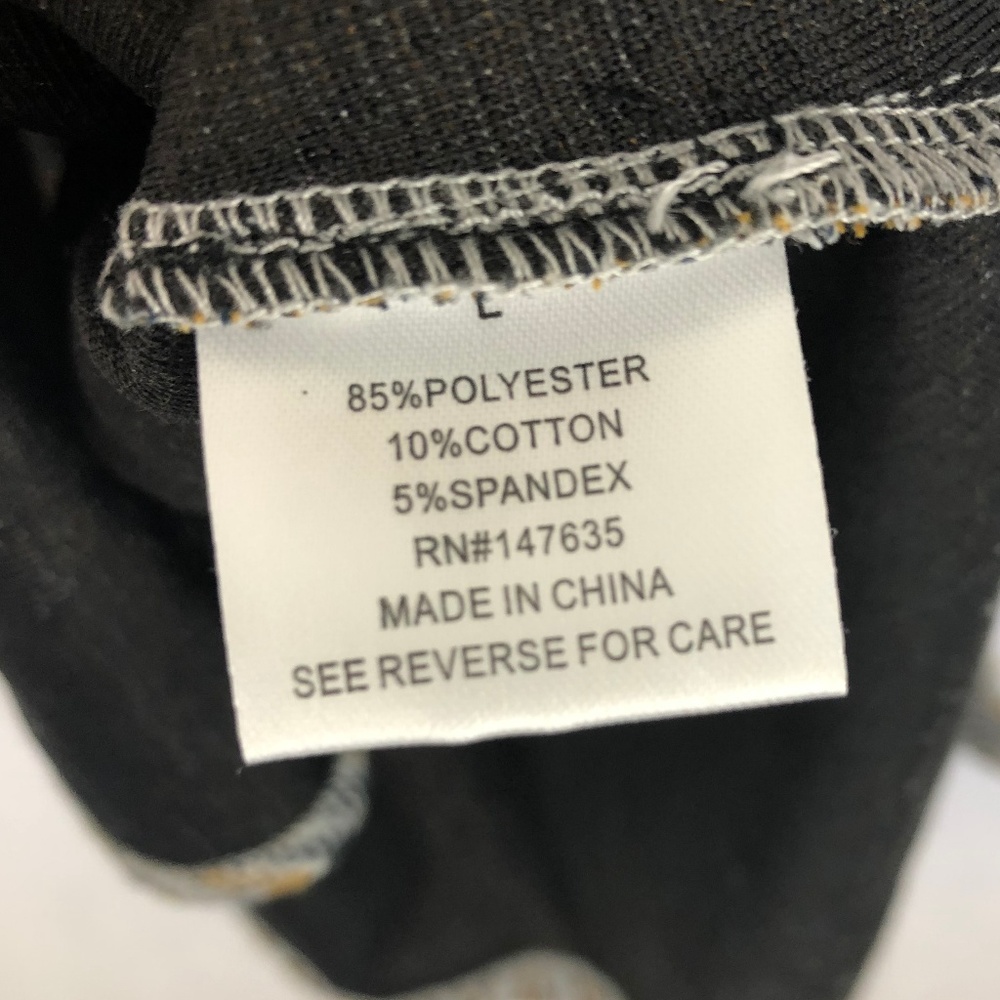 L
85%POLYESTER
10%COTTON
5%SPANDEX
RN#147635
MADE IN CHINA
SEE REVERSE FOR CARE